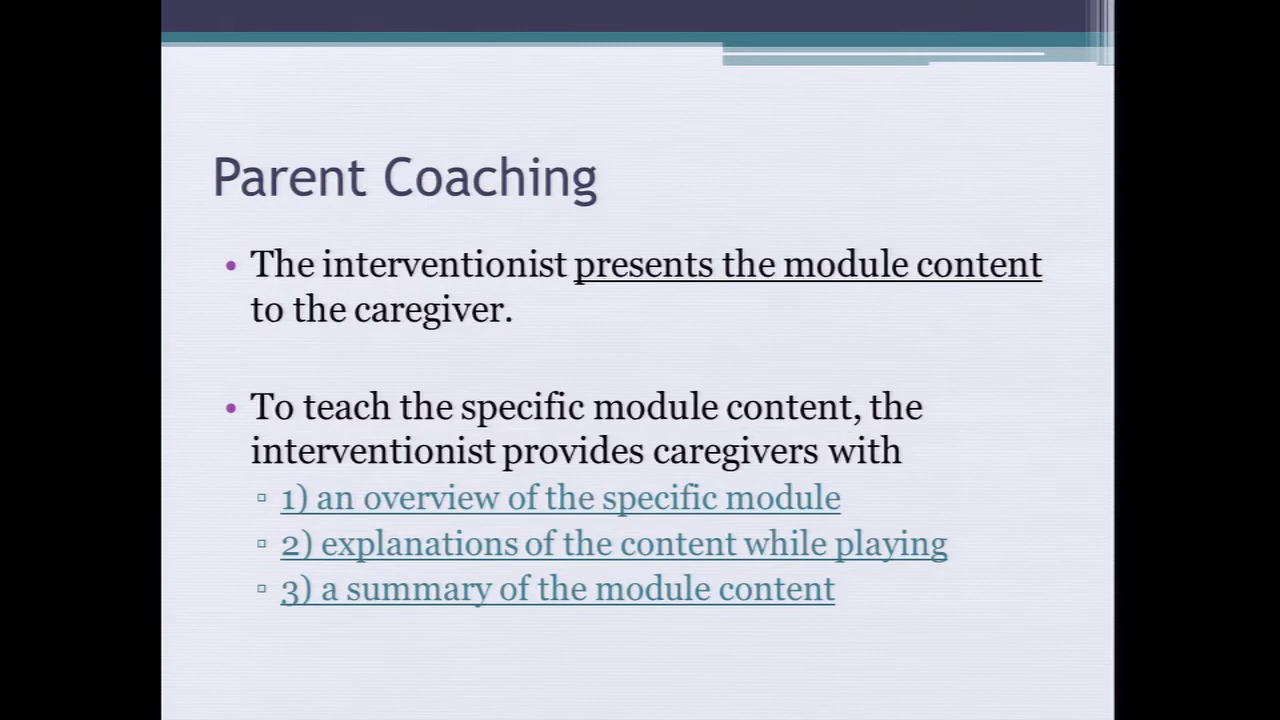 Parent Coaching
• The interventionist presents the module content
to the caregiver.
• To teach the specific module content, the
interventionist provides caregivers with
▫ 1) an overview of the specific module
▫ 2) explanations of the content while playing
▫ 3) a summary of the module content